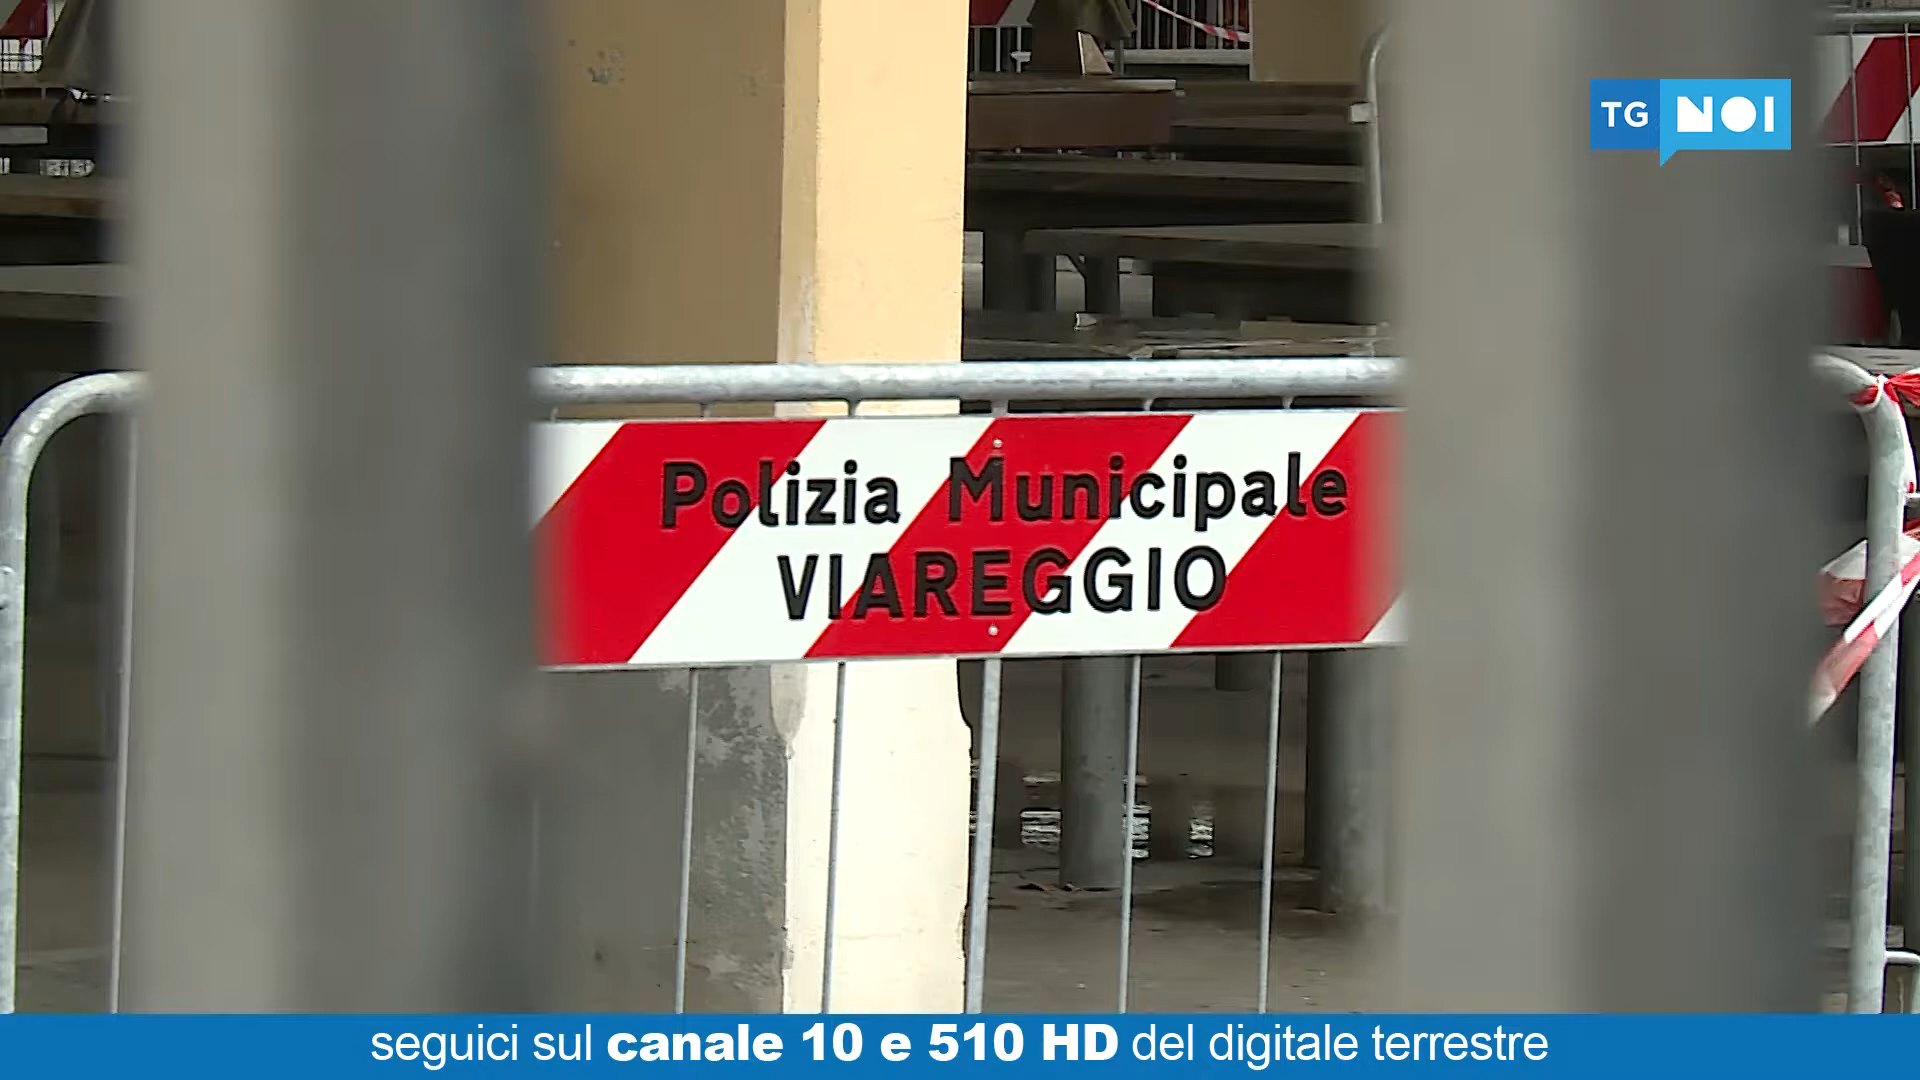 TG NOI
Polizia Municipale
VIAREGGIO
seguici sul canale 10 e 510 HD del digitale terrestre